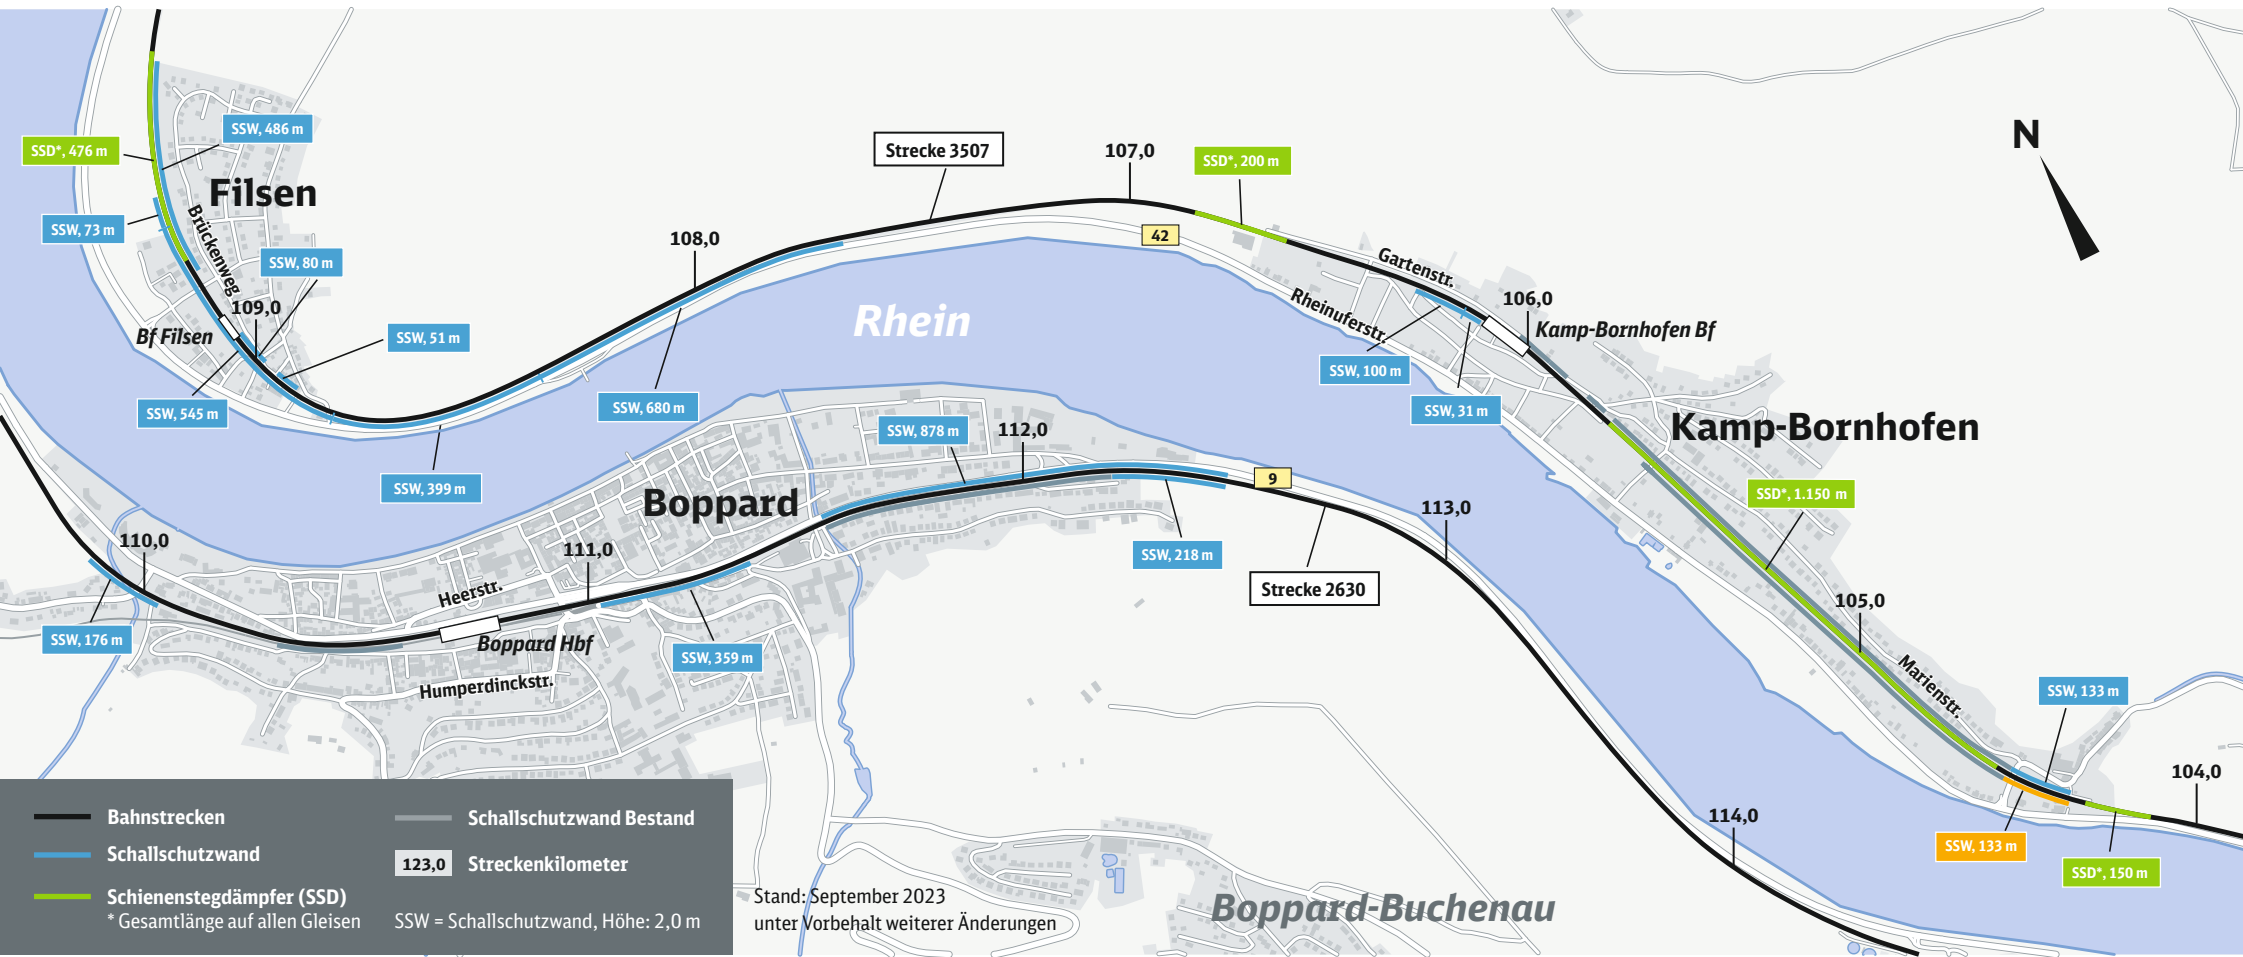 SSW, 486 m
SSD*, 476 m
Filsen
SSW, 73 m
Brückenweg
SSW, 80 m
109,0
Bf Filsen
SSW, 51 m
SSW, 545 m
SSW, 399 m
108,0
SSW, 680 m
Strecke 3507
107,0
SSD*, 200 m
42
Rhein
Gartenstr.
Rheinuferstr.
106,0
Kamp-Bornhofen Bf
SSW, 100 m
SSW, 31 m
Kamp-Bornhofen
SSD*, 1.150 m
105,0
Marienstr.
SSW, 133 m
104,0
SSW, 133 m
SSD*, 150 m
N
SSW, 878 m
112,0
Boppard
9
113,0
SSW, 218 m
Strecke 2630
110,0
111,0
Heerstr.
SSW, 176 m
Boppard Hbf
SSW, 359 m
Humperdinckstr.
114,0
Boppard-Buchenau
Bahnstrecken
Schallschutzwand
Schienenstegdämpfer (SSD)
* Gesamtlänge auf allen Gleisen
Schallschutzwand Bestand
123,0 Streckenkilometer
SSW = Schallschutzwand, Höhe: 2,0 m
Stand: September 2023
unter Vorbehalt weiterer Änderungen